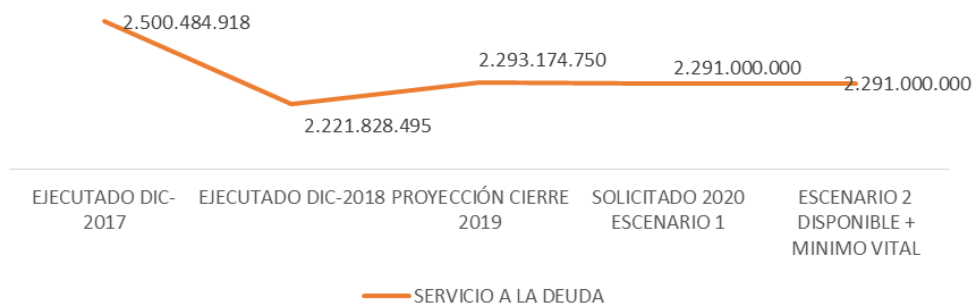 2.500.484.918
2.221.828.495
2.293.174.750
2.291.000.000
2.291.000.000
EJECUTADO DIC-
2017
EJECUTADO DIC-2018
PROYECCIÓN CIERRE
2019
SOLICITADO 2020
ESCENARIO 1
ESCENARIO 2
DISPONIBLE +
MINIMO VITAL
SERVICIO A LA DEUDA